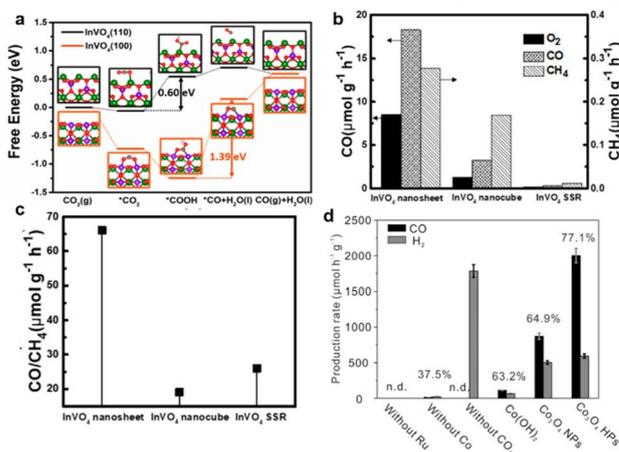 a
InVO4(110)
InVO4(100)
Free Energy (eV)
1.5
1.0
0.5
0.0
-0.5
-1.0
-1.5
0.60 eV
1.39 eV
CO2(g)
*CO2
*COOH
*CO+H2O(l)
CO(g)+H2O(l)
b
CO(μmol g-1 h-1)
20
15
10
5
0
O2
CO
CH4
0.4
0.3
0.2
0.1
0.0
CH4(μmol g-1 h-1)
InVO4 nanosheet
InVO4 nanocube
InVO4 SSR
c
CO/CH4(μmol g-1 h-1)
70
60
50
40
30
20
InVO4 nanosheet
InVO4 nanocube
InVO4 SSR
d
Production rate (μmol h-1 g-1)
2500
2000
1500
1000
500
0
CO
H2
n.d.
37.5%
n.d.
63.2%
64.9%
77.1%
Without Ru
Without Co
Without CO2
Co(OH)2
Co3O4 NPs
Co3O4 HPs